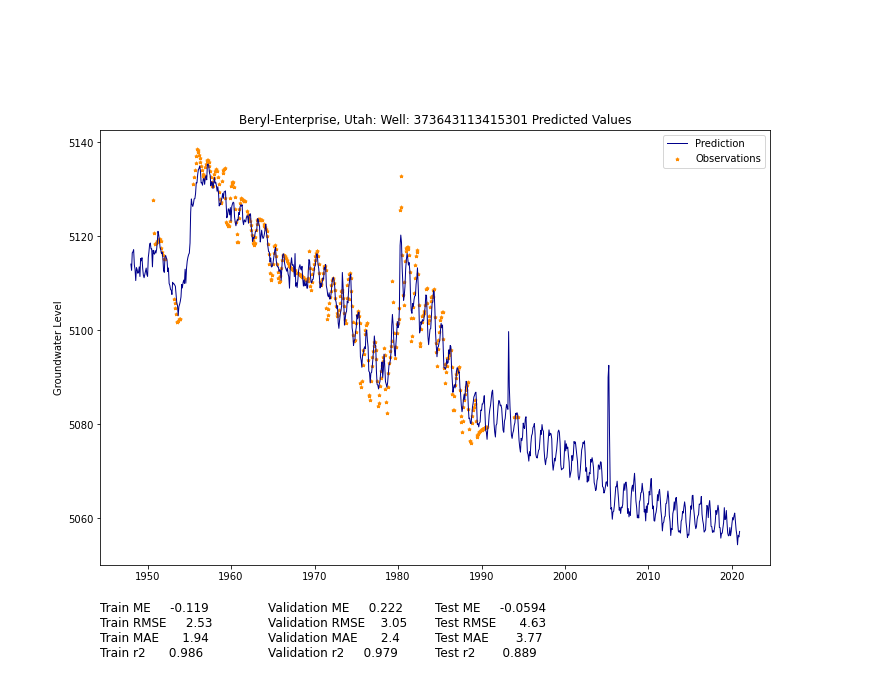 Beryl-Enterprise, Utah: Well: 373643113415301 Predicted Values
Prediction
Observations
Groundwater Level
5140
5120
5100
5080
5060
1950 1960 1970 1980 1990 2000 2010 2020
Train ME -0.119 Validation ME 0.222 Test ME -0.0594
Train RMSE 2.53 Validation RMSE 3.05 Test RMSE 4.63
Train MAE 1.94 Validation MAE 2.4 Test MAE 3.77
Train r2 0.986 Validation r2 0.979 Test r2 0.889